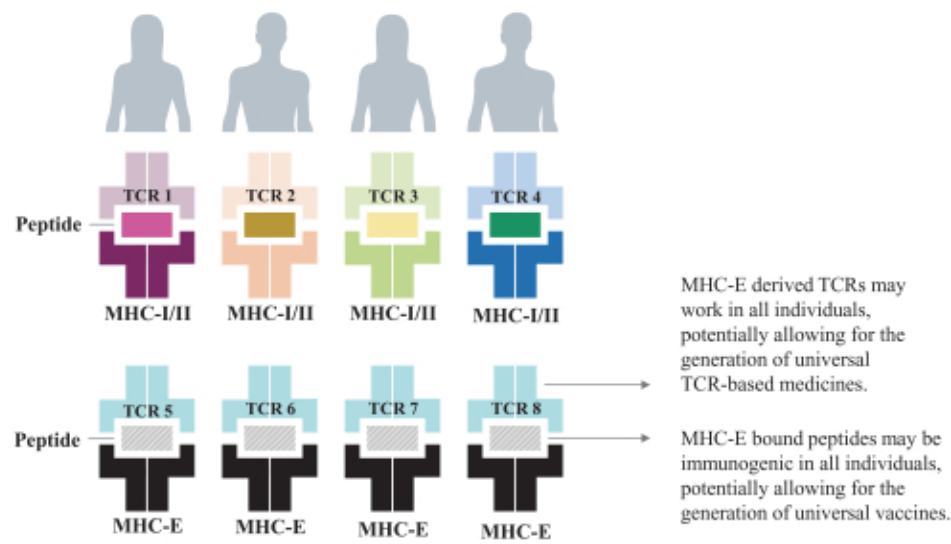 TCR 1
TCR 2
TCR 3
TCR 4
Peptide
MHC-I/II
MHC-I/II
MHC-I/II
MHC-I/II
MHC-E derived TCRs may
work in all individuals,
potentially allowing for the
generation of universal
TCR-based medicines.
TCR 5
TCR 6
TCR 7
TCR 8
Peptide
MHC-E bound peptides may be
immunogenic in all individuals,
potentially allowing for the
generation of universal vaccines.
MHC-E
MHC-E
MHC-E
MHC-E